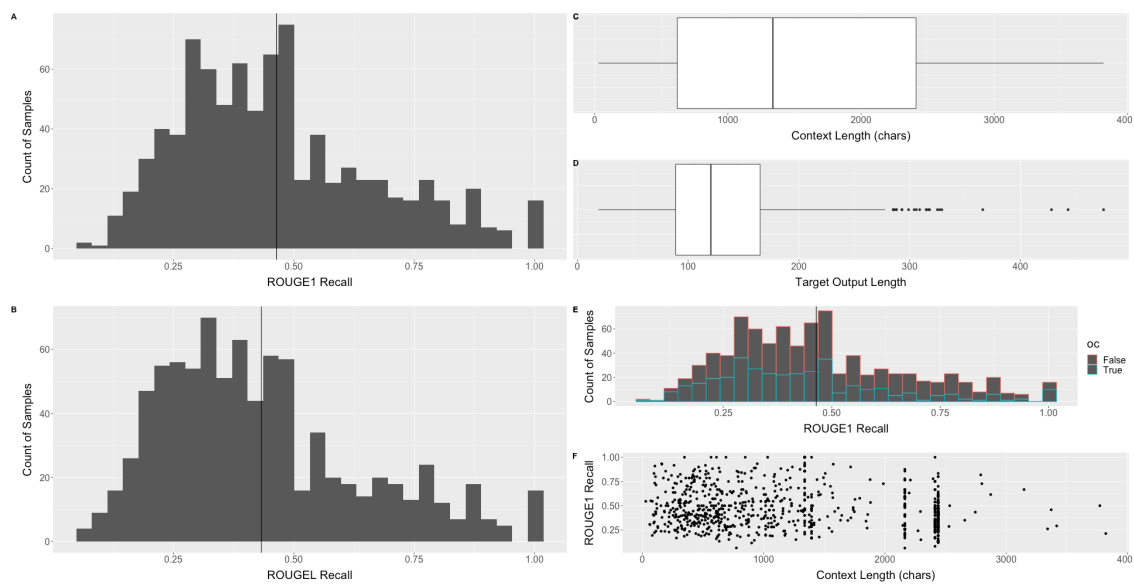 A
Count of Samples
60
40
20
0
0.25 0.50 0.75 1.00
ROUGE1 Recall
B
Count of Samples
60
40
20
0
0.25 0.50 0.75 1.00
ROUGEL Recall
C
0 1000 2000 3000 400
Context Length (chars)
D
0 100 200 300 400
Target Output Length
E
Count of Samples
60
40
20
0
0.25 0.50 0.75 1.00
ROUGE1 Recall
oc
False
True
F
ROUGE1 Recall
1.00
0.75
0.50
0.25
0 1000 2000 3000 400
Context Length (chars)